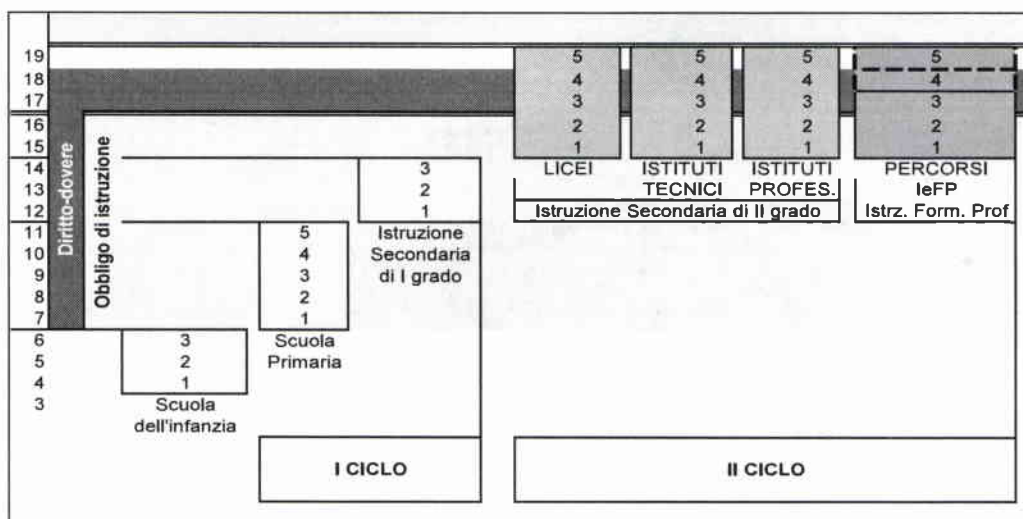 19 5 5 5 5
18 4 4 4 4
17 3 3 3 3
16 2 2 2 2
15 1 1 1 1
14 3 LICEI ISTITUTI ISTITUTI PERCORSI
13 2 TECNICI PROFES. IeFP
12 1 Istruzione Secondaria di II grado Istrz. Form. Prof
Diritto-dovere
Obbligo di istruzione
11 5 Istruzione
10 4 Secondaria
9 3 di I grado
8 2
7 1
6 3 Scuola
5 2 Primaria
4 1
3 Scuola
dell'infanzia
I CICLO II CICLO